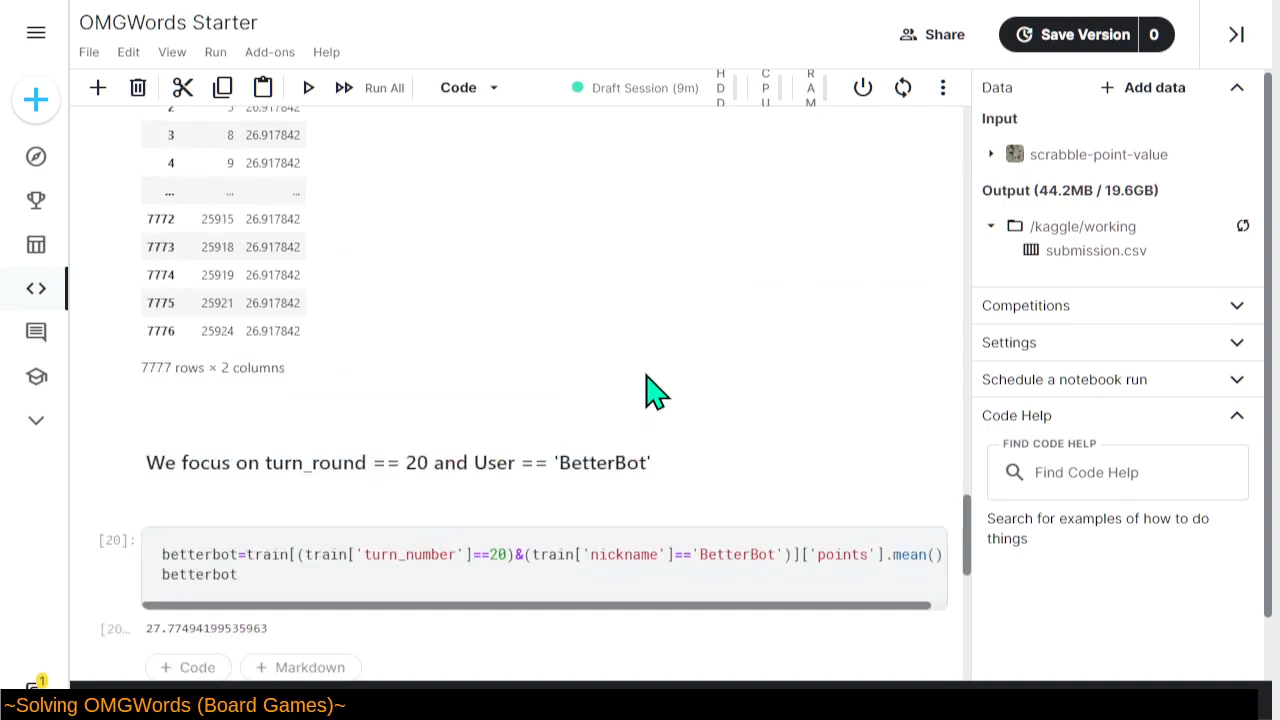 OMGWords Starter
File Edit View Run Add-ons Help
Share
Save Version 0
Run All
Code
Draft Session (9m)
HDD
CPU
RAM
3 8 26.917842
4 9 26.917842
... ... ...
7772 25915 26.917842
7773 25918 26.917842
7774 25919 26.917842
7775 25921 26.917842
7776 25924 26.917842
7777 rows × 2 columns
We focus on turn_round == 20 and User == 'BetterBot'
[20]:
betterbot=train[(train['turn_number']==20)&(train['nickname']=='BetterBot')]['points'].mean()
betterbot
[20…
27.77494199535963
+ Code + Markdown
Data
+ Add data
Input
scrabble-point-value
Output (44.2MB / 19.6GB)
/kaggle/working
submission.csv
Competitions
Settings
Schedule a notebook run
Code Help
FIND CODE HELP
Find Code Help
Search for examples of how to do
things
1
~Solving OMGWords (Board Games)~